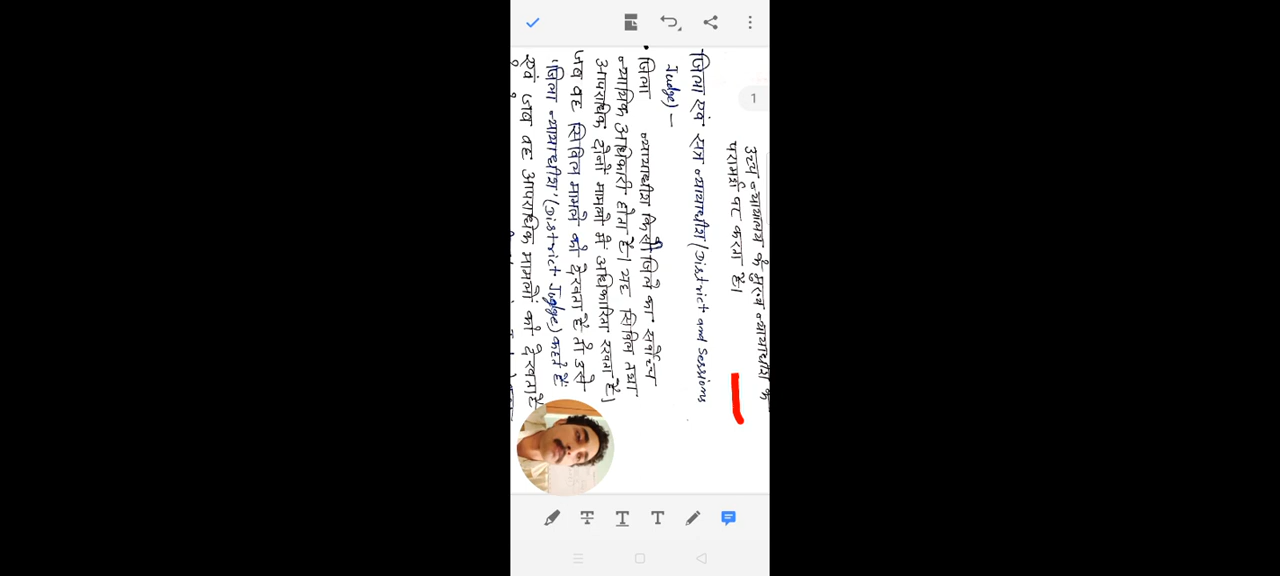 1
उच्च न्यायालय के मुख्य न्यायाधीश के
परामर्श पर करता है।
जिला एवं सत्र न्यायाधीश (District and Sessions
Judge) —
• जिला न्यायाधीश किसी जिले का सर्वोच्च
न्यायिक अधिकारी होता है। यह सिविल तथा
आपराधिक दोनों मामलों में अधिकारिता रखता है।
जब वह सिविल मामले को देखता है तो उसे
'जिला न्यायाधीश' (District Judge) कहते हैं
एवं जब वह आपराधिक मामलों को देखता है